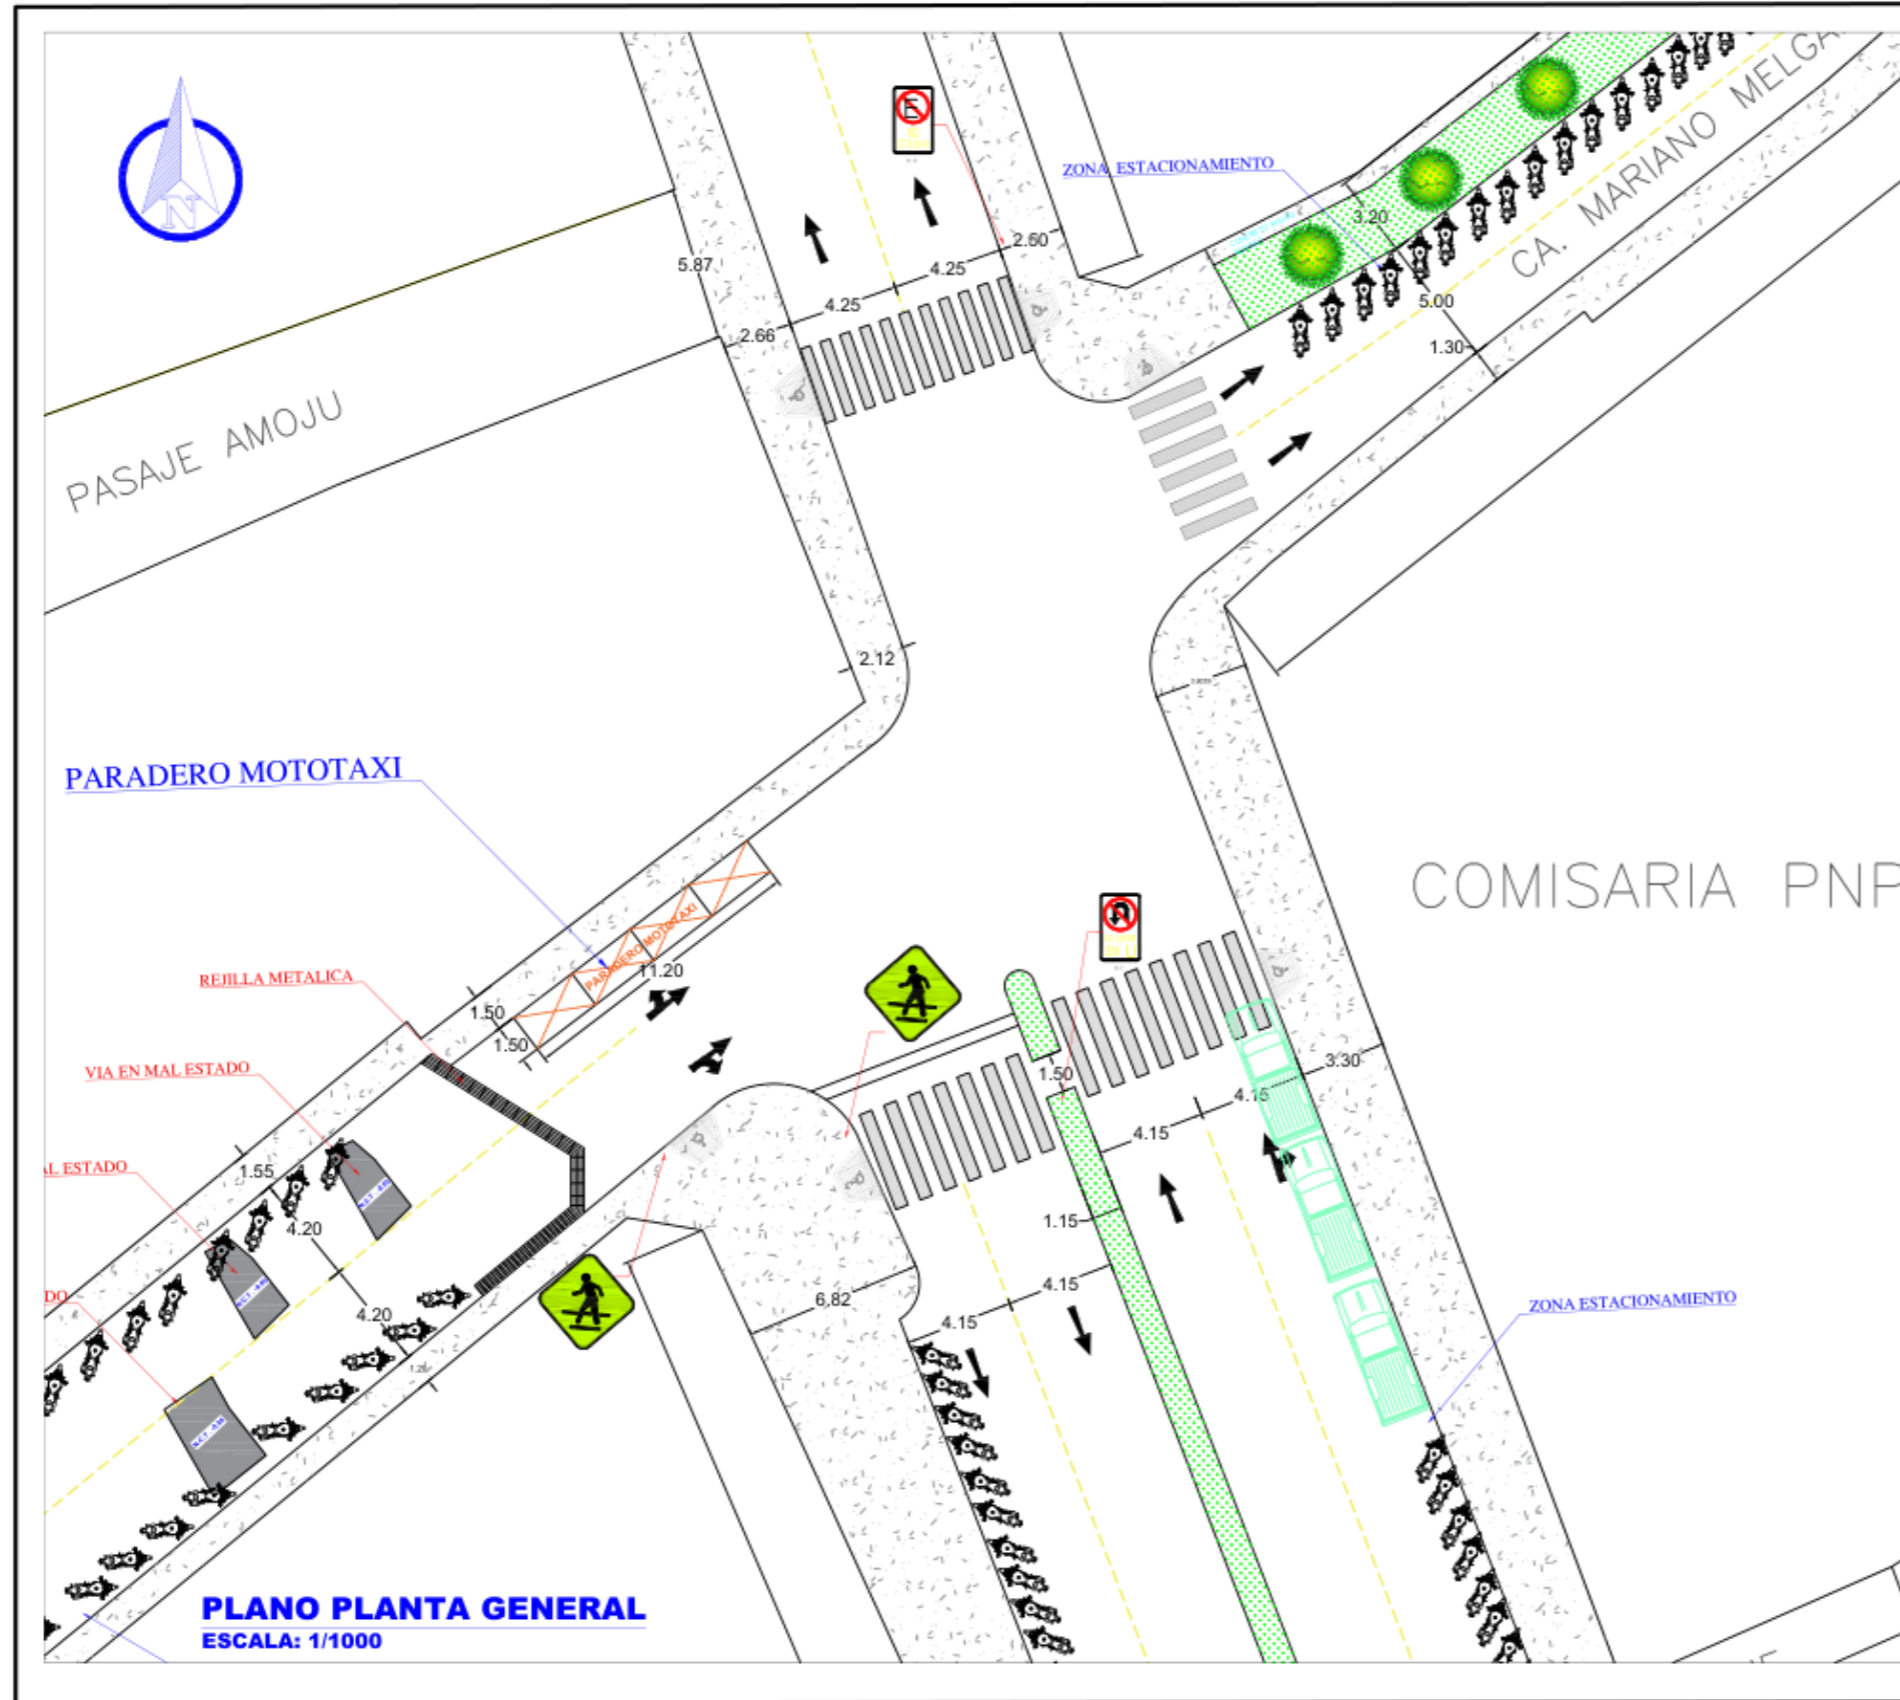 N
E
ZONA ESTACIONAMIENTO
3.20
CA. MARIANO MELGA
5.87
2.50
4.25
4.25
2.66
5.00
1.30
PASAJE AMOJU
2.12
PARADERO MOTOTAXI
COMISARIA PNP
PARADERO MOTOTAXI
11.20
REJILLA METALICA
1.50
1.50
VIA EN MAL ESTADO
1.50
3.30
4.15
4.15
AL ESTADO
1.55
4.20
1.15
4.15
DO
4.20
6.82
4.15
ZONA ESTACIONAMIENTO
PLANO PLANTA GENERAL
ESCALA: 1/1000